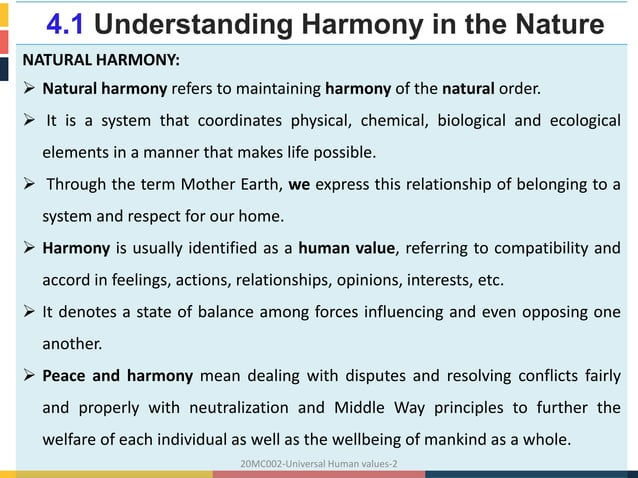 4.1 Understanding Harmony in the Nature
NATURAL HARMONY:
➢ Natural harmony refers to maintaining harmony of the natural order.
➢ It is a system that coordinates physical, chemical, biological and ecological
elements in a manner that makes life possible.
➢ Through the term Mother Earth, we express this relationship of belonging to a
system and respect for our home.
➢ Harmony is usually identified as a human value, referring to compatibility and
accord in feelings, actions, relationships, opinions, interests, etc.
➢ It denotes a state of balance among forces influencing and even opposing one
another.
➢ Peace and harmony mean dealing with disputes and resolving conflicts fairly
and properly with neutralization and Middle Way principles to further the
welfare of each individual as well as the wellbeing of mankind as a whole.
20MC002-Universal Human values-2